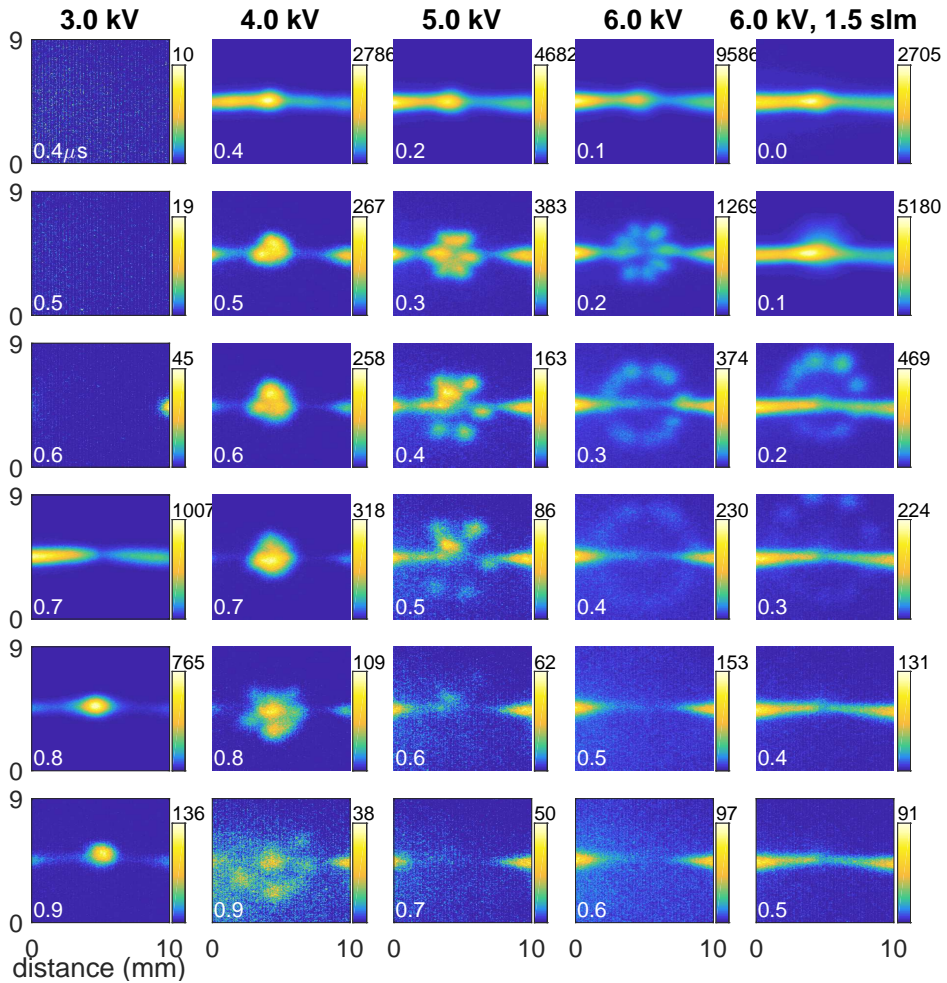 3.0 kV 4.0 kV 5.0 kV 6.0 kV 6.0 kV, 1.5 slm
9 10 2786 4682 9586 2705
0 0.4μs 0.4 0.2 0.1 0.0
9 19 267 383 1269 5180
0 0.5 0.5 0.3 0.2 0.1
9 45 258 163 374 469
0 0.6 0.6 0.4 0.3 0.2
9 1007 318 86 230 224
0 0.7 0.7 0.5 0.4 0.3
9 765 109 62 153 131
0 0.8 0.8 0.6 0.5 0.4
9 136 38 50 97 91
0 0.9 0.9 0.7 0.6 0.5
0 10 0 10 0 10 0 10 0 10
distance (mm)